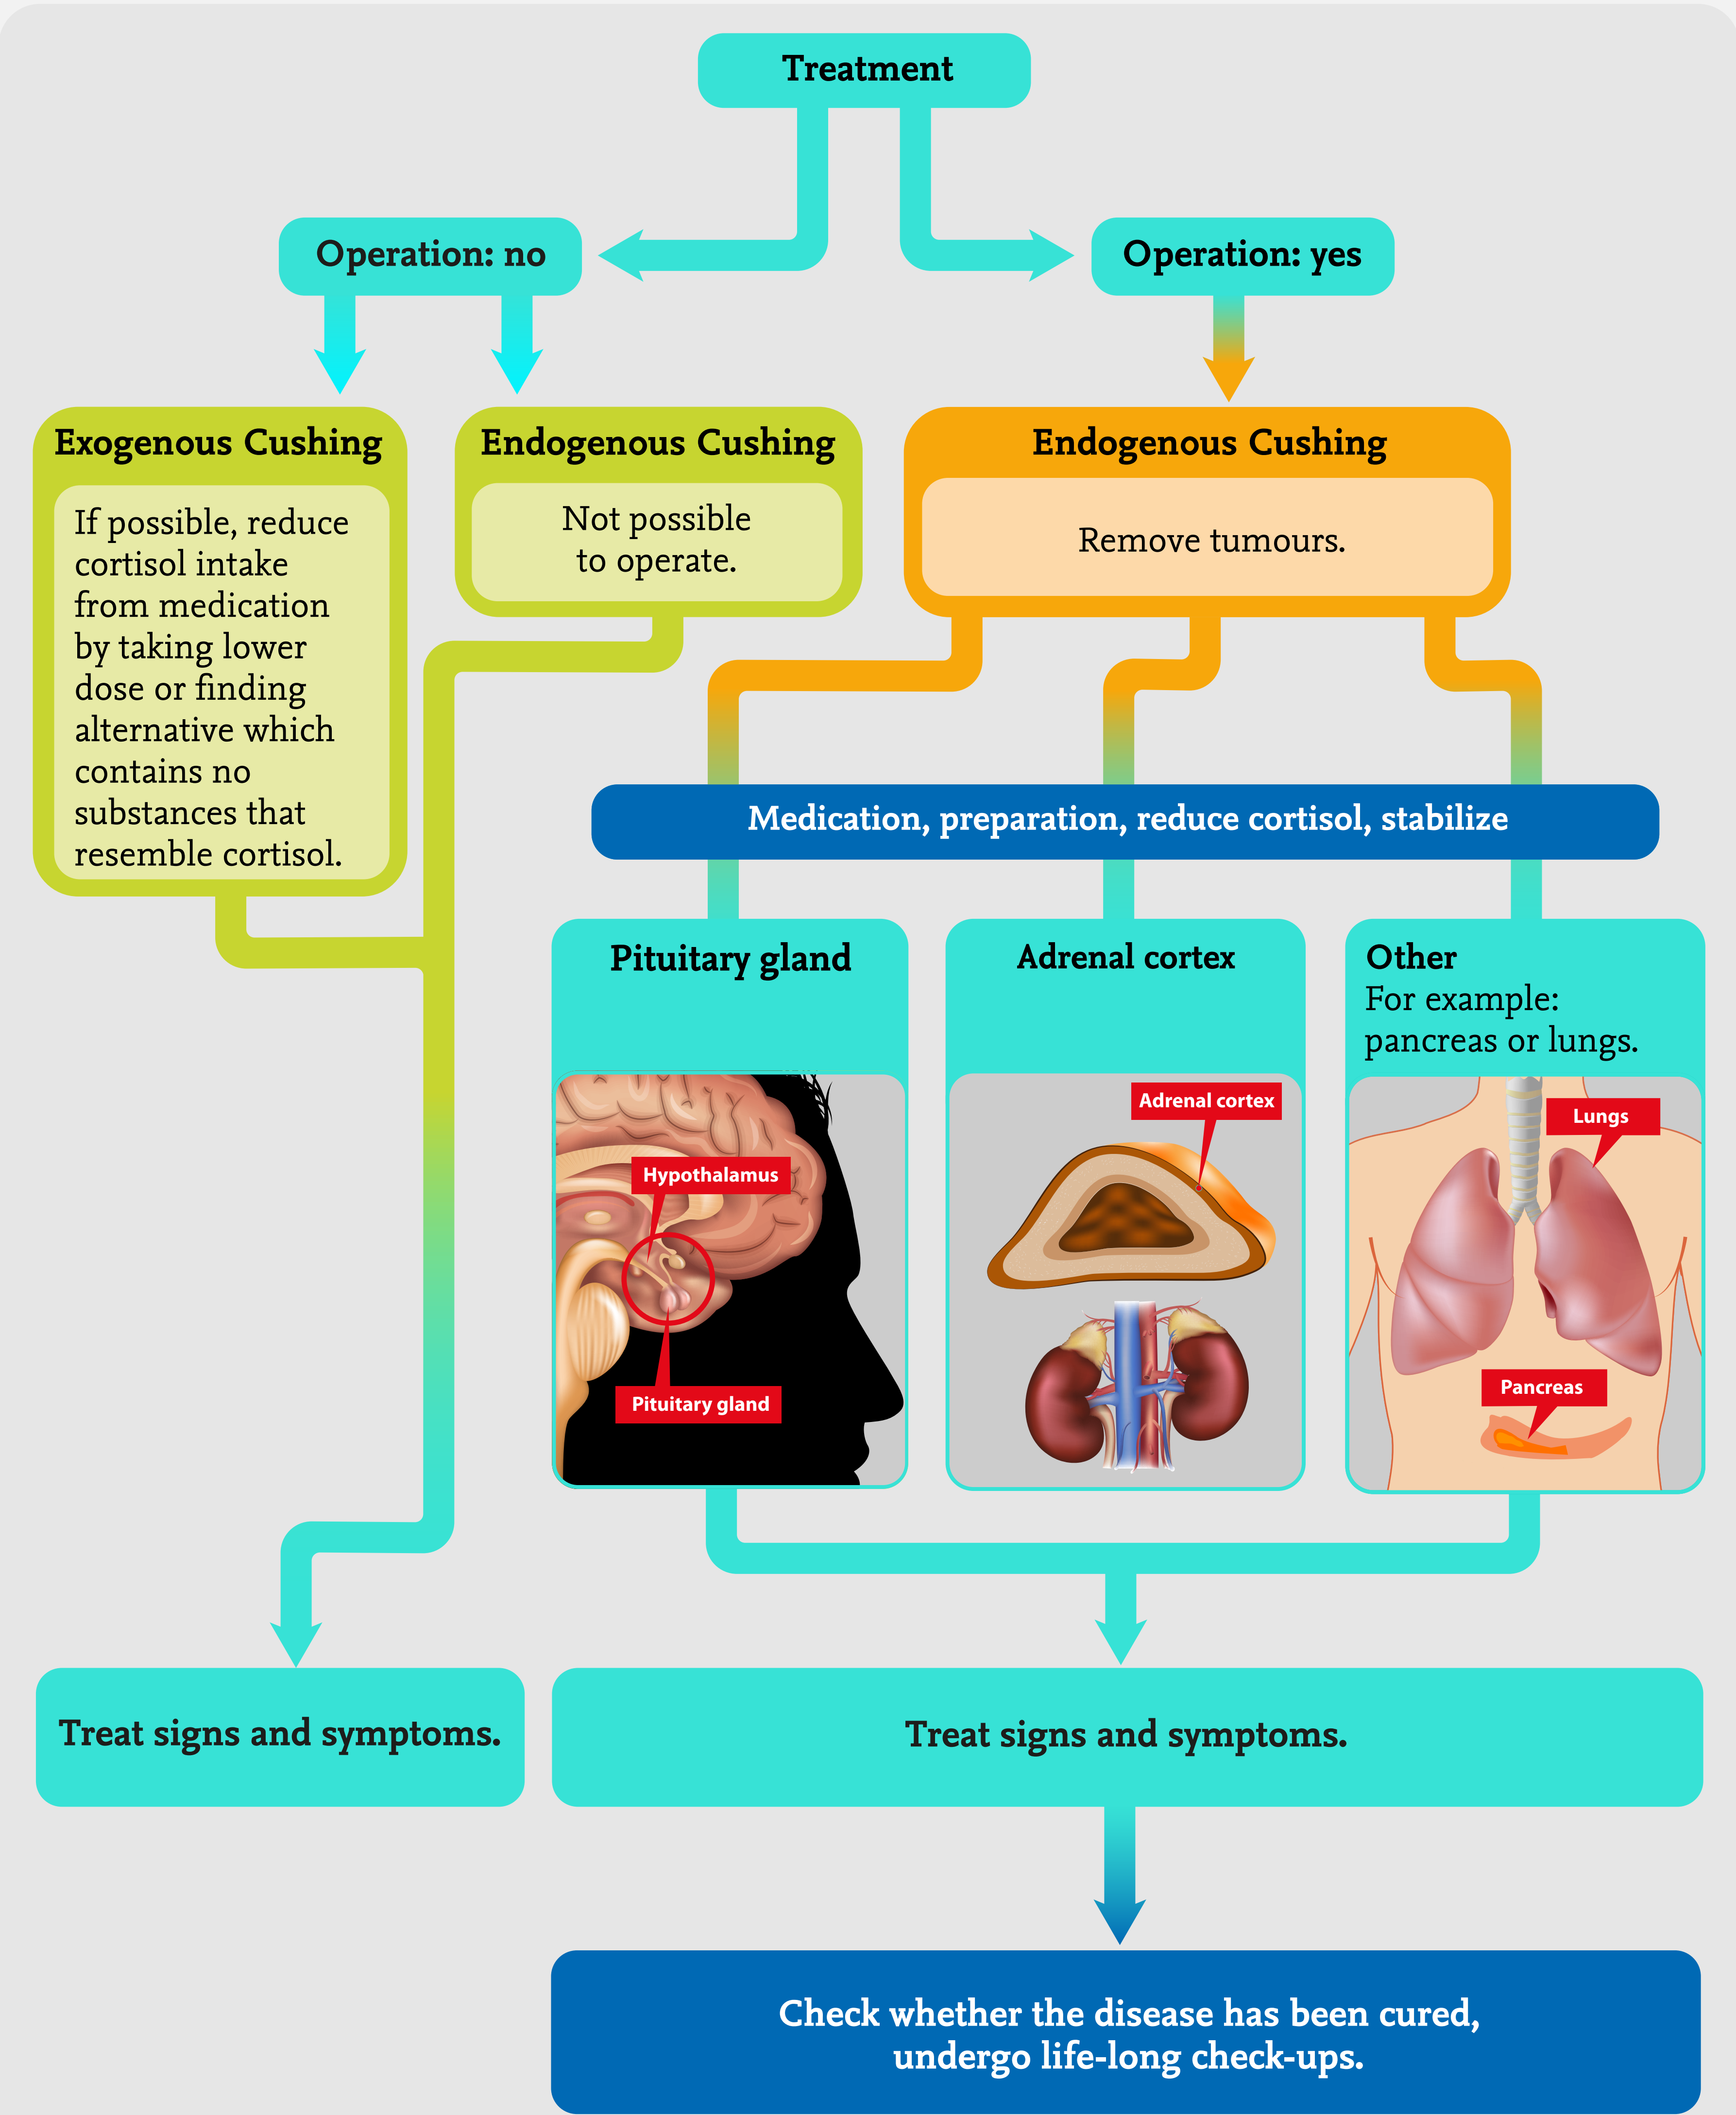 Treatment
Operation: no
Operation: yes
Exogenous Cushing
If possible, reduce
cortisol intake
from medication
by taking lower
dose or finding
alternative which
contains no
substances that
resemble cortisol.
Endogenous Cushing
Not possible
to operate.
Endogenous Cushing
Remove tumours.
Medication, preparation, reduce cortisol, stabilize
Pituitary gland
Hypothalamus
Pituitary gland
Adrenal cortex
Adrenal cortex
Other
For example:
pancreas or lungs.
Lungs
Pancreas
Treat signs and symptoms.
Treat signs and symptoms.
Check whether the disease has been cured,
undergo life-long check-ups.